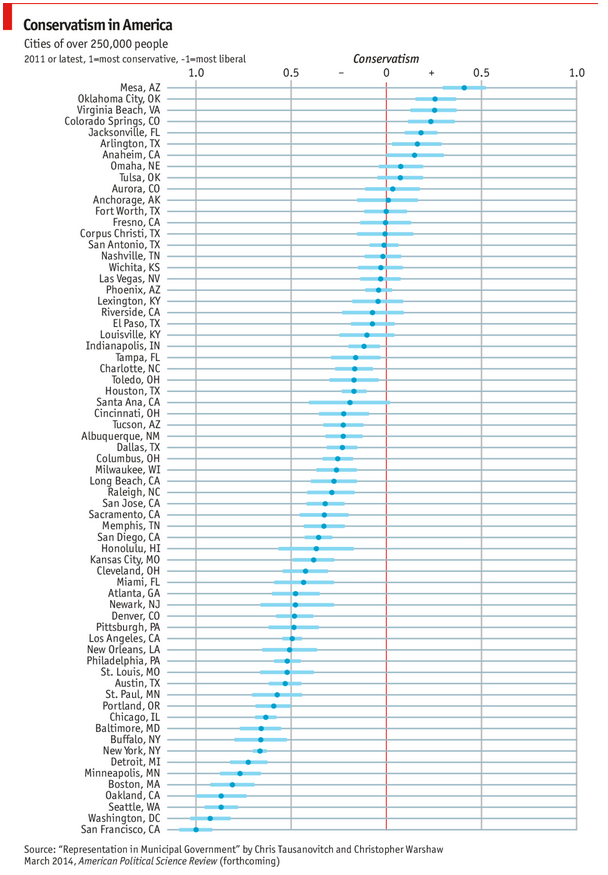 Conservatism in America
Cities of over 250,000 people
2011 or latest, 1=most conservative, -1=most liberal
Conservatism
1.0 0.5 – 0 + 0.5 1.0
Mesa, AZ
Oklahoma City, OK
Virginia Beach, VA
Colorado Springs, CO
Jacksonville, FL
Arlington, TX
Anaheim, CA
Omaha, NE
Tulsa, OK
Aurora, CO
Anchorage, AK
Fort Worth, TX
Fresno, CA
Corpus Christi, TX
San Antonio, TX
Nashville, TN
Wichita, KS
Las Vegas, NV
Phoenix, AZ
Lexington, KY
Riverside, CA
El Paso, TX
Louisville, KY
Indianapolis, IN
Tampa, FL
Charlotte, NC
Toledo, OH
Houston, TX
Santa Ana, CA
Cincinnati, OH
Tucson, AZ
Albuquerque, NM
Dallas, TX
Columbus, OH
Milwaukee, WI
Long Beach, CA
Raleigh, NC
San Jose, CA
Sacramento, CA
Memphis, TN
San Diego, CA
Honolulu, HI
Kansas City, MO
Cleveland, OH
Miami, FL
Atlanta, GA
Newark, NJ
Denver, CO
Pittsburgh, PA
Los Angeles, CA
New Orleans, LA
Philadelphia, PA
St. Louis, MO
Austin, TX
St. Paul, MN
Portland, OR
Chicago, IL
Baltimore, MD
Buffalo, NY
New York, NY
Detroit, MI
Minneapolis, MN
Boston, MA
Oakland, CA
Seattle, WA
Washington, DC
San Francisco, CA
Source: “Representation in Municipal Government” by Chris Tausanovitch and Christopher Warshaw
March 2014, American Political Science Review (forthcoming)